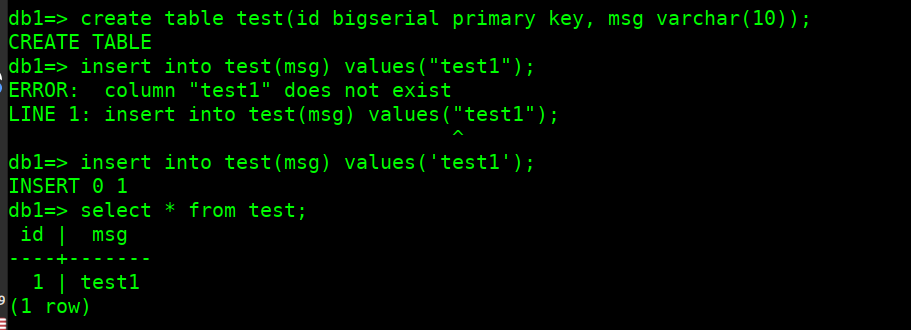 db1=> create table test(id bigserial primary key, msg varchar(10));
CREATE TABLE
db1=> insert into test(msg) values("test1");
ERROR:  column "test1" does not exist
LINE 1: insert into test(msg) values("test1");
                                     ^
db1=> insert into test(msg) values('test1');
INSERT 0 1
db1=> select * from test;
 id |  msg
----+-------
  1 | test1
(1 row)